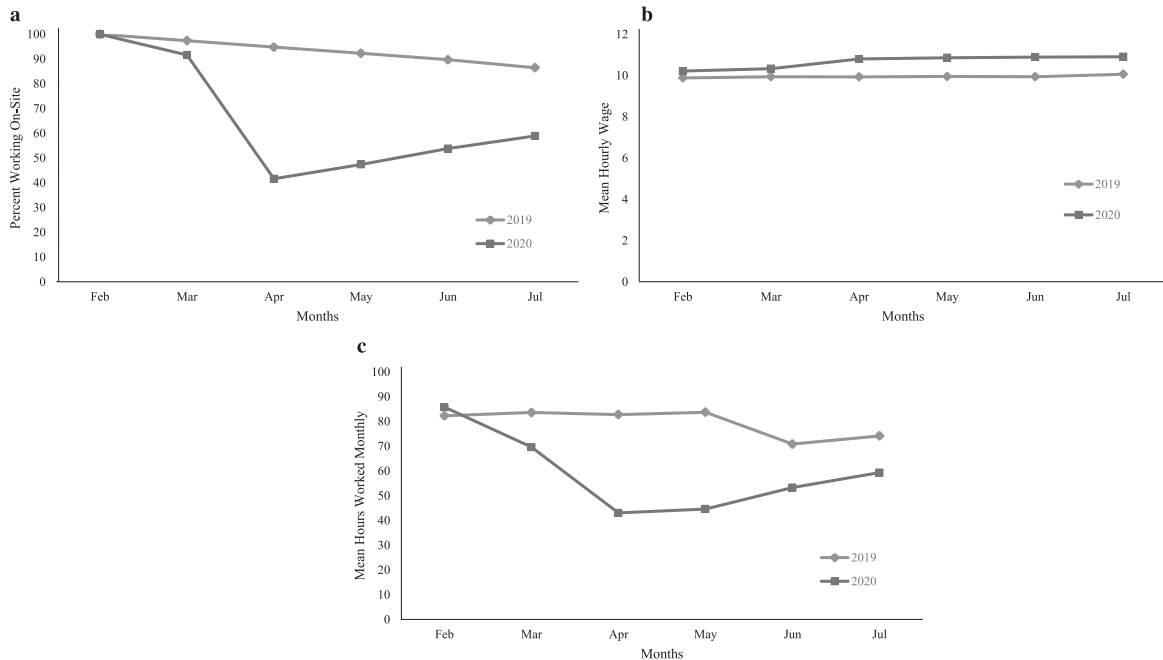 a
100
90
80
70
60
50
40
30
20
10
0
Percent Working On-Site
Feb Mar Apr May Jun Jul
Months
2019
2020
b
12
10
8
6
4
2
0
Mean Hourly Wage
Feb Mar Apr May Jun Jul
Months
2019
2020
c
100
90
80
70
60
50
40
30
20
10
0
Mean Hours Worked Monthly
Feb Mar Apr May Jun Jul
Months
2019
2020